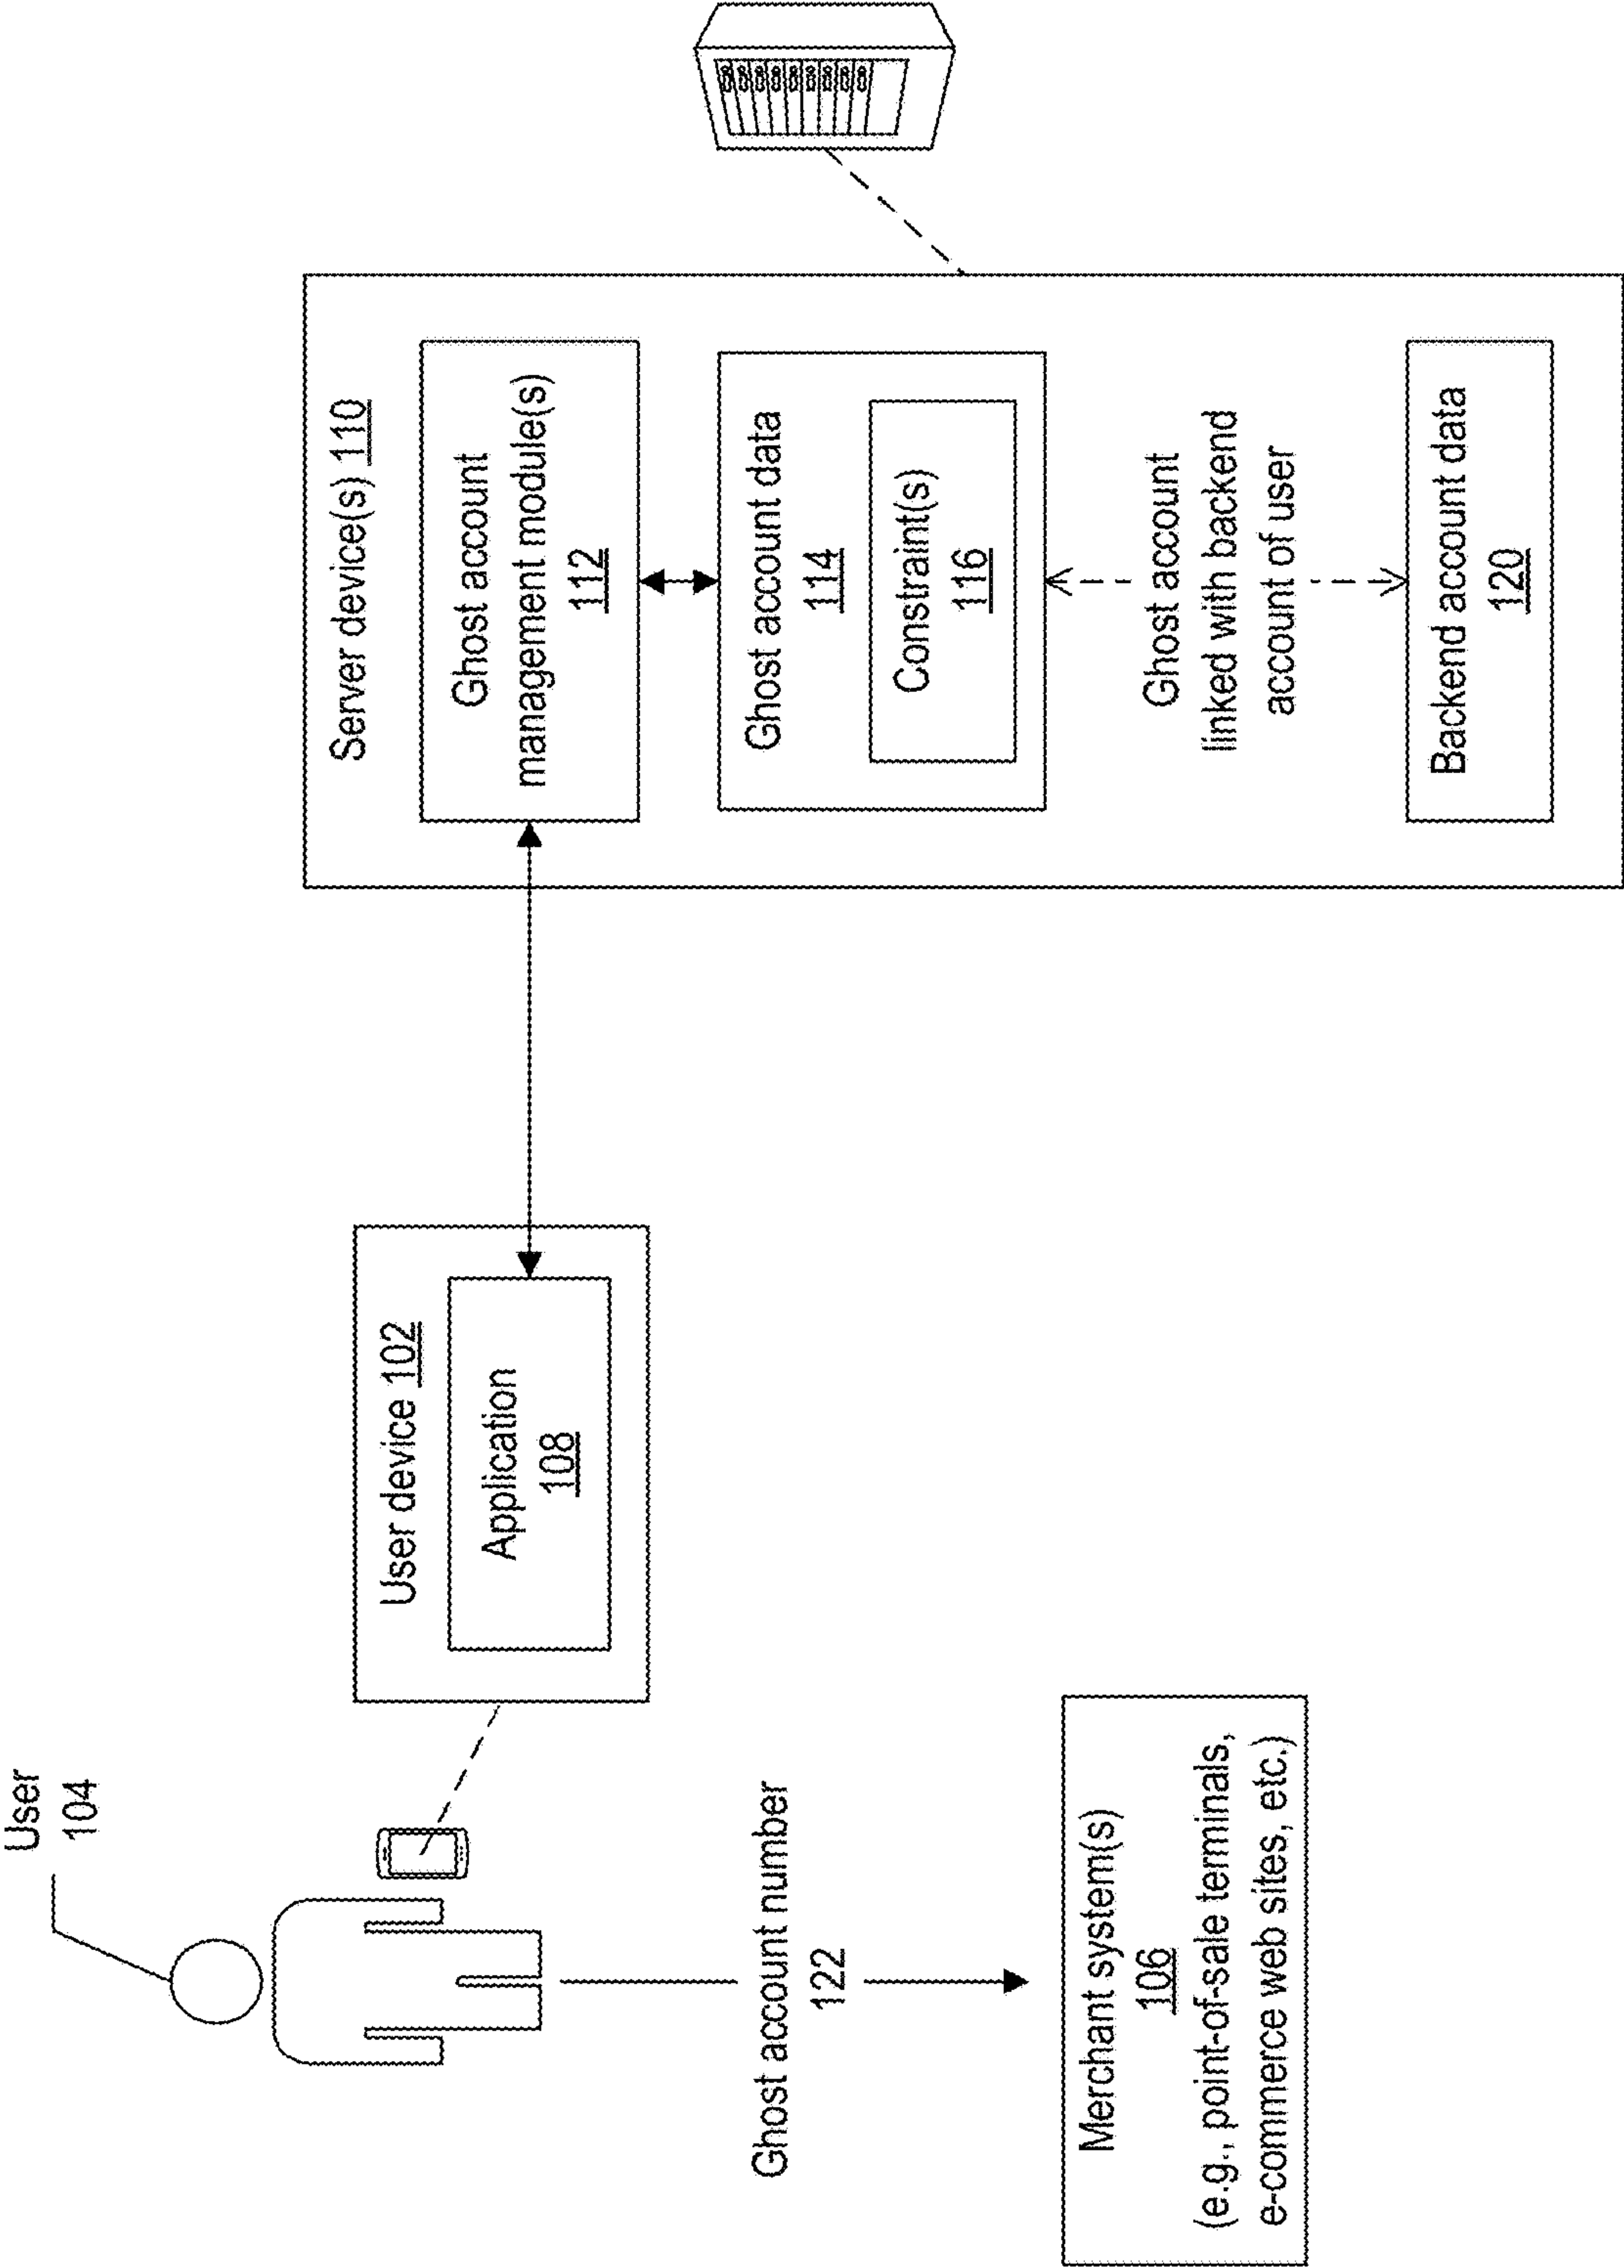 User
104
Ghost account number
122
Merchant system(s)
106
(e.g., point-of-sale terminals,
e-commerce web sites, etc.)
User device 102
Application
108
Server device(s) 110
Ghost account
management module(s)
112
Ghost account data
114
Constraint(s)
116
Ghost account
linked with backend
account of user
Backend account data
120